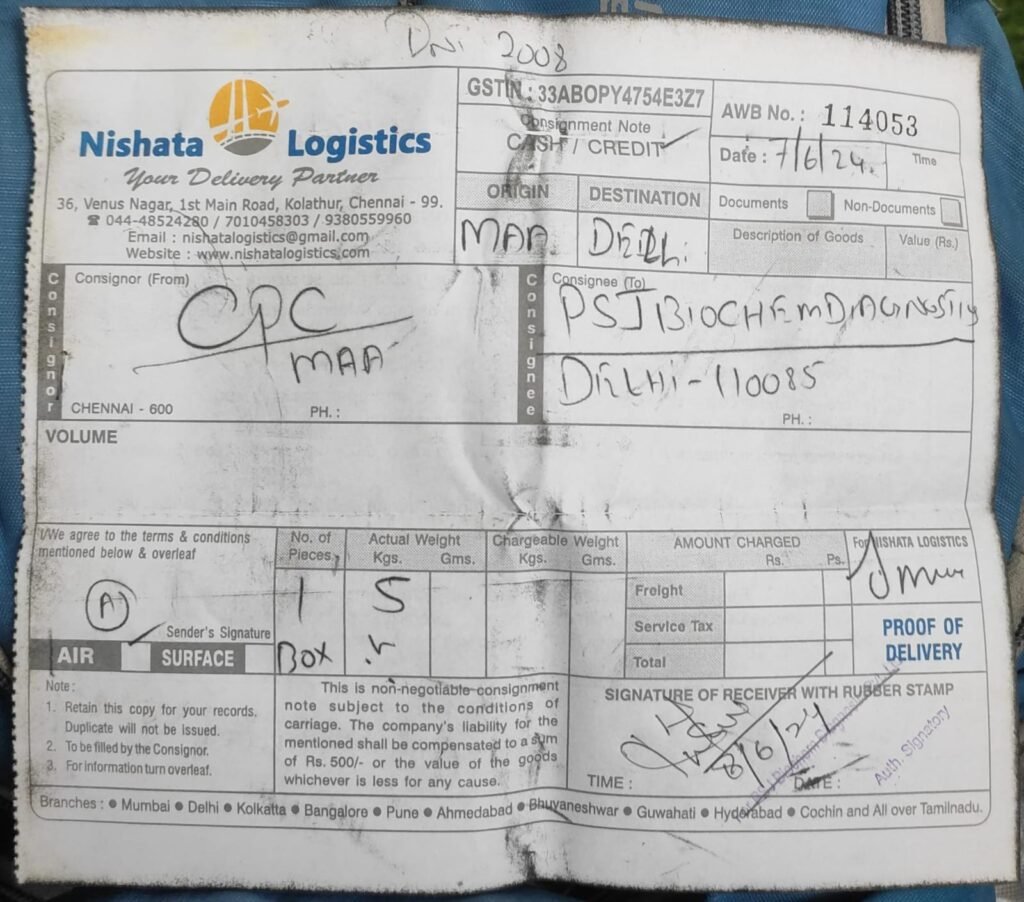 2008
Nishata Logistics
Your Delivery Partner
36, Venus Nagar, 1st Main Road, Kolathur, Chennai - 99.
☎ 044-48524280 / 7010458303 / 9380559960
Email : nishatalogistics@gmail.com
Website : www.nishatalogistics.com
GSTIN : 33ABOPY4754E3Z7
Consignment Note
CASH / CREDIT ✓
AWB No. : 114053
Date : 7/6/24. Time
ORIGIN DESTINATION
MAA DELhi.
Documents Non-Documents
Description of Goods Value (Rs.)
Consignor
Consignor (From)
CPC
MAA
CHENNAI - 600 PH. :
Consignee
Consignee (To)
PSJ BIOCHEM DIAGNOSTIY
DELHi-110085
PH. :
VOLUME
I/We agree to the terms & conditions
mentioned below & overleaf
Sender's Signature
AIR ✓ SURFACE
No. of Pieces
1
BOX
Actual Weight
Kgs. Gms.
5
Chargeable Weight
Kgs. Gms.
AMOUNT CHARGED
Rs. Ps.
Freight
Service Tax
Total
For NISHATA LOGISTICS
PROOF OF
DELIVERY
Note :
1. Retain this copy for your records.
Duplicate will not be Issued.
2. To be filled by the Consignor.
3. For information turn overleaf.
This is non-negotiable consignment
note subject to the conditions of
carriage. The company's liability for the
mentioned shall be compensated to a sum
of Rs. 500/- or the value of the goods
whichever is less for any cause.
SIGNATURE OF RECEIVER WITH RUBBER STAMP
8/6/24
Auth. Signatory
TIME : DATE :
Branches : ● Mumbai ● Delhi ● Kolkatta ● Bangalore ● Pune ● Ahmedabad ● Bhuvaneshwar ● Guwahati ● Hyderabad ● Cochin and All over Tamilnadu.